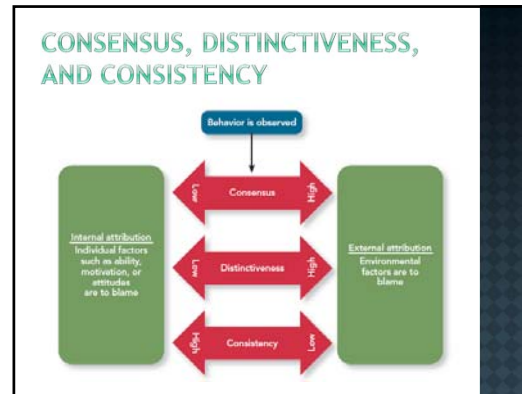 CONSENSUS, DISTINCTIVENESS,
AND CONSISTENCY
Behavior is observed
Low
Consensus
High
Internal attribution
Individual factors
such as ability,
motivation, or
attitudes
are to blame
Low
Distinctiveness
High
External attribution
Environmental
factors are to
blame
High
Consistency
Low